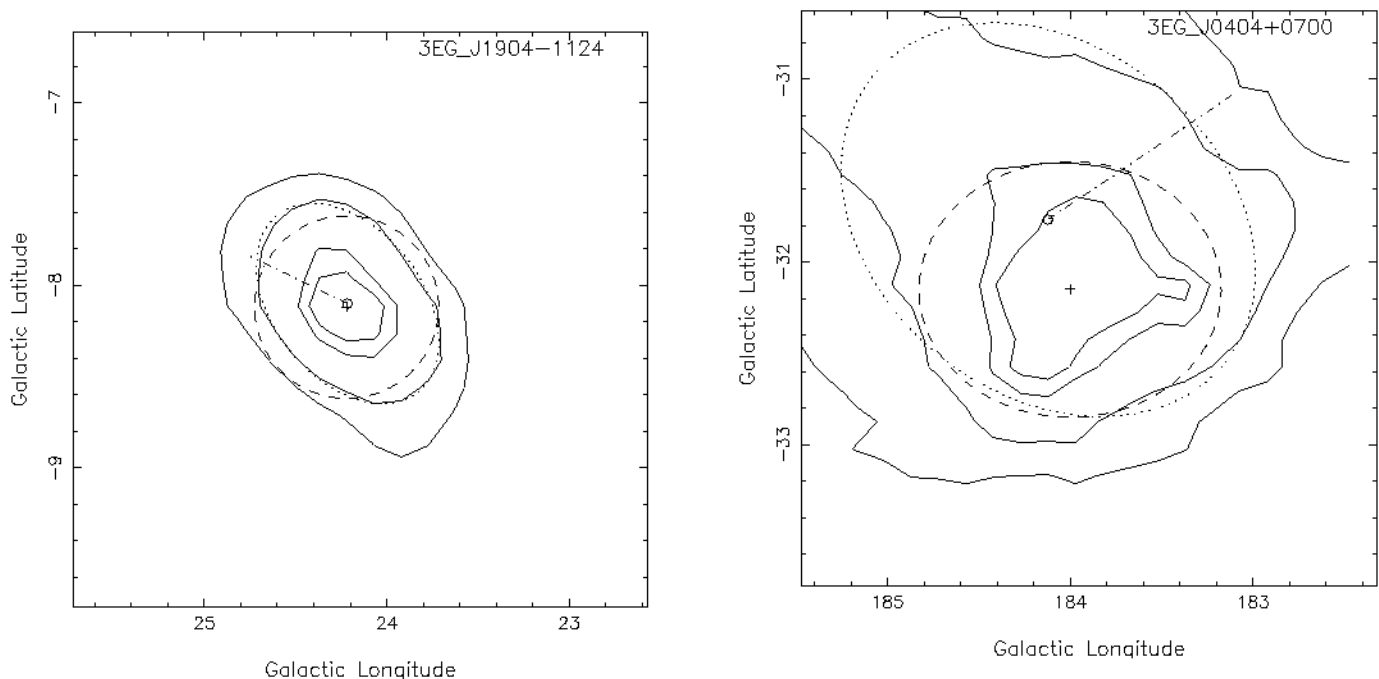 3EG_J1904-1124
-7
-8
-9
Galactic Latitude
25
24
23
Galactic Longitude
3EG_J0404+0700
-31
-32
-33
Galactic Latitude
185
184
183
Galactic Longitude